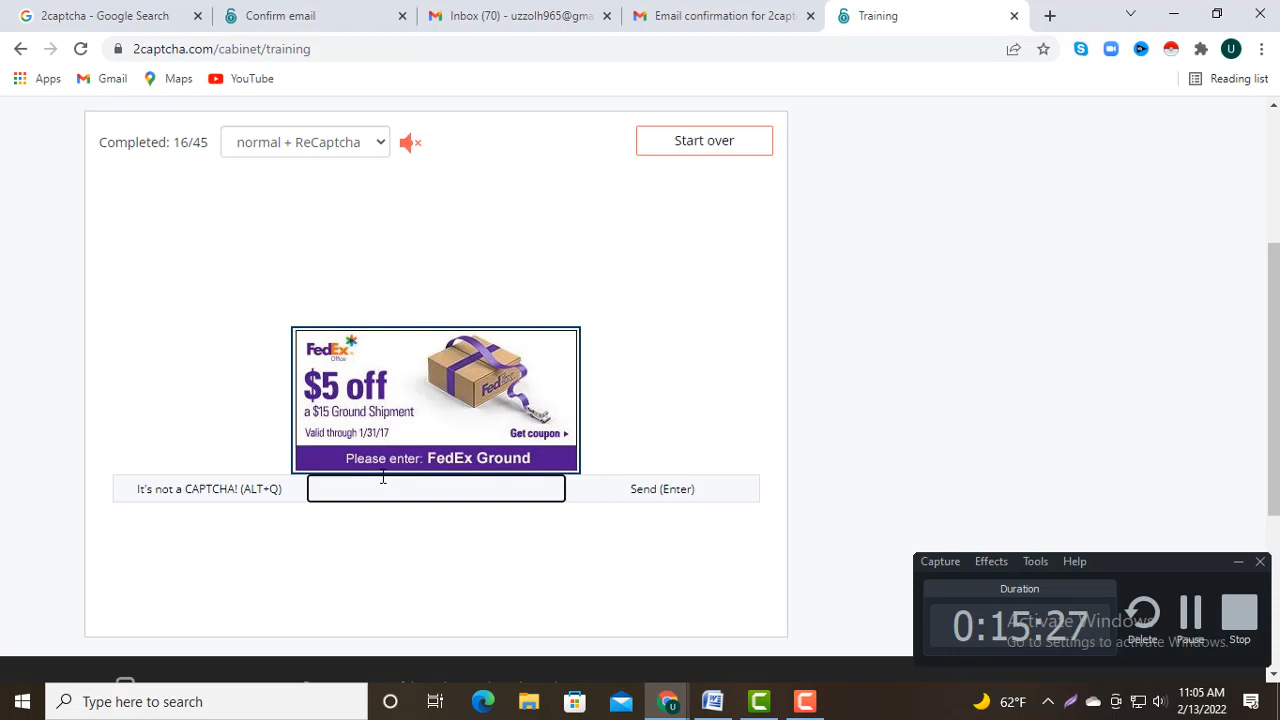 2captcha - Google Search
Confirm email
Inbox (70) - uzzolh965@gma
Email confirmation for 2capt
Training
2captcha.com/cabinet/training
U
Apps
Gmail
Maps
YouTube
Reading list
Completed: 16/45
normal + ReCaptcha
Start over
FedEx
Office
$5 off
a $15 Ground Shipment
Valid through 1/31/17
Get coupon
FedEx
Please enter: FedEx Ground
It's not a CAPTCHA! (ALT+Q)
Send (Enter)
Capture
Effects
Tools
Help
Duration
0:15:27
Delete
Pause
Stop
Activate Windows
Go to Settings to activate Windows.
Type here to search
62°F
11:05 AM
2/13/2022